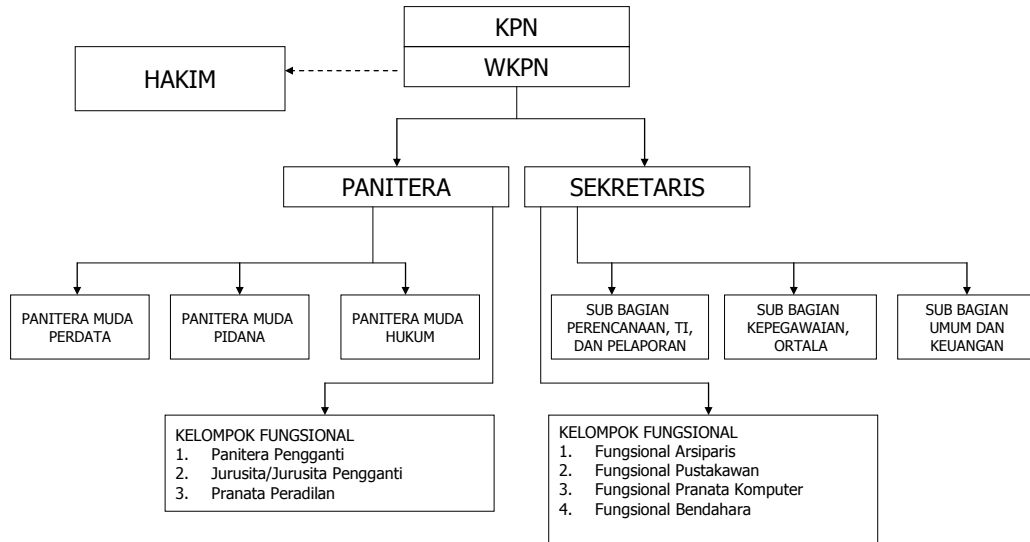 KPN
WKPN
HAKIM
PANITERA
SEKRETARIS
PANITERA MUDA
PERDATA
PANITERA MUDA
PIDANA
PANITERA MUDA
HUKUM
SUB BAGIAN
PERENCANAAN, TI,
DAN PELAPORAN
SUB BAGIAN
KEPEGAWAIAN,
ORTALA
SUB BAGIAN
UMUM DAN
KEUANGAN
KELOMPOK FUNGSIONAL
1. Panitera Pengganti
2. Jurusita/Jurusita Pengganti
3. Pranata Peradilan
KELOMPOK FUNGSIONAL
1. Fungsional Arsiparis
2. Fungsional Pustakawan
3. Fungsional Pranata Komputer
4. Fungsional Bendahara